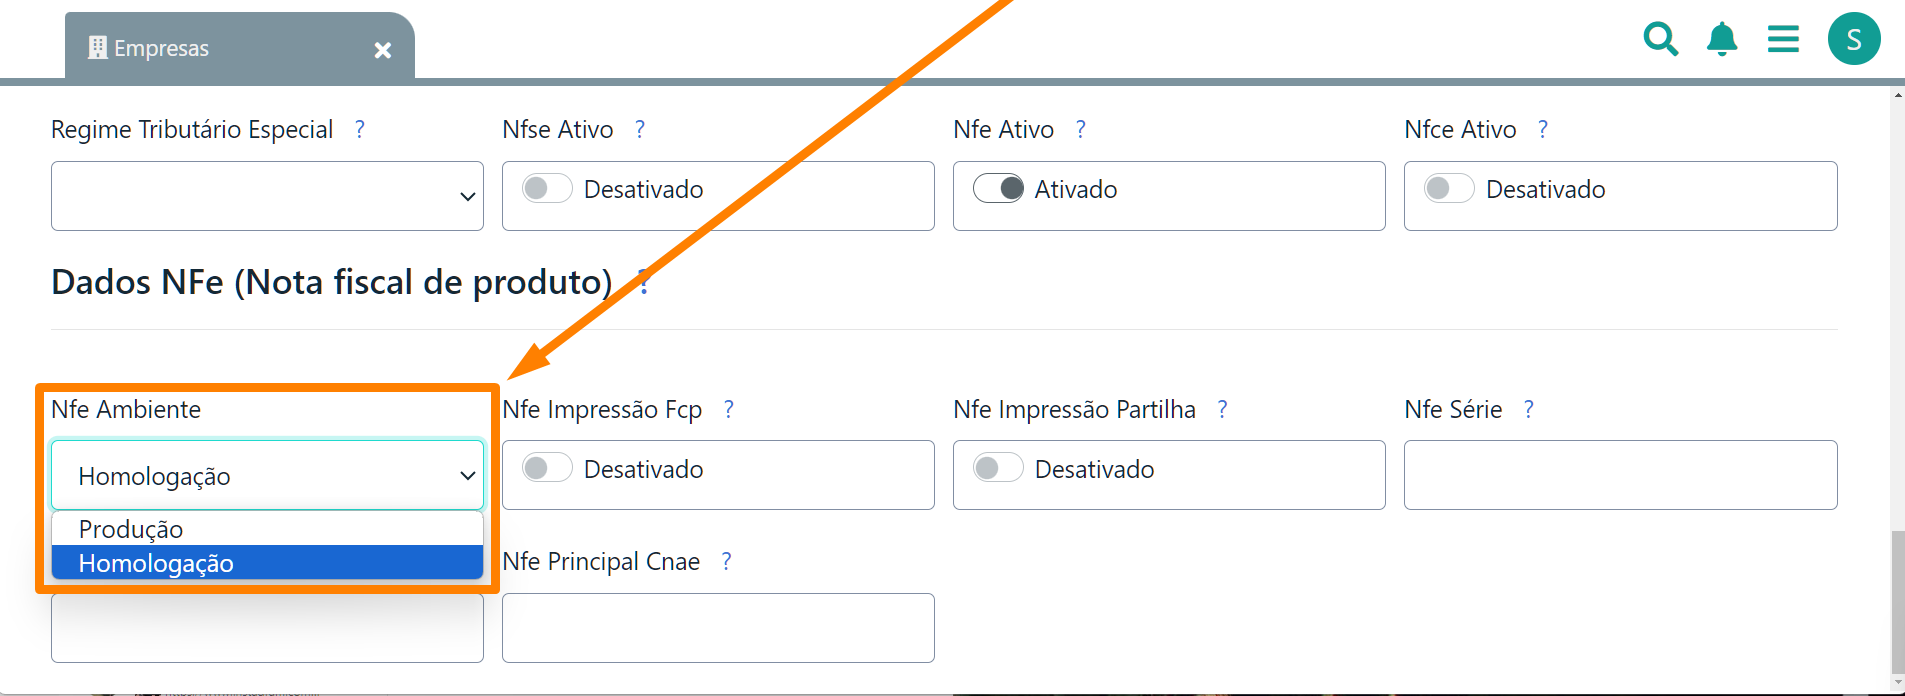 Empresas
S
Regime Tributário Especial ?
Nfse Ativo ?
Nfe Ativo ?
Nfce Ativo ?
Desativado
Ativado
Desativado
Dados NFe (Nota fiscal de produto) ?
Nfe Ambiente
Nfe Impressão Fcp ?
Nfe Impressão Partilha ?
Nfe Série ?
Homologação
Desativado
Desativado
Produção
Homologação
Nfe Principal Cnae ?